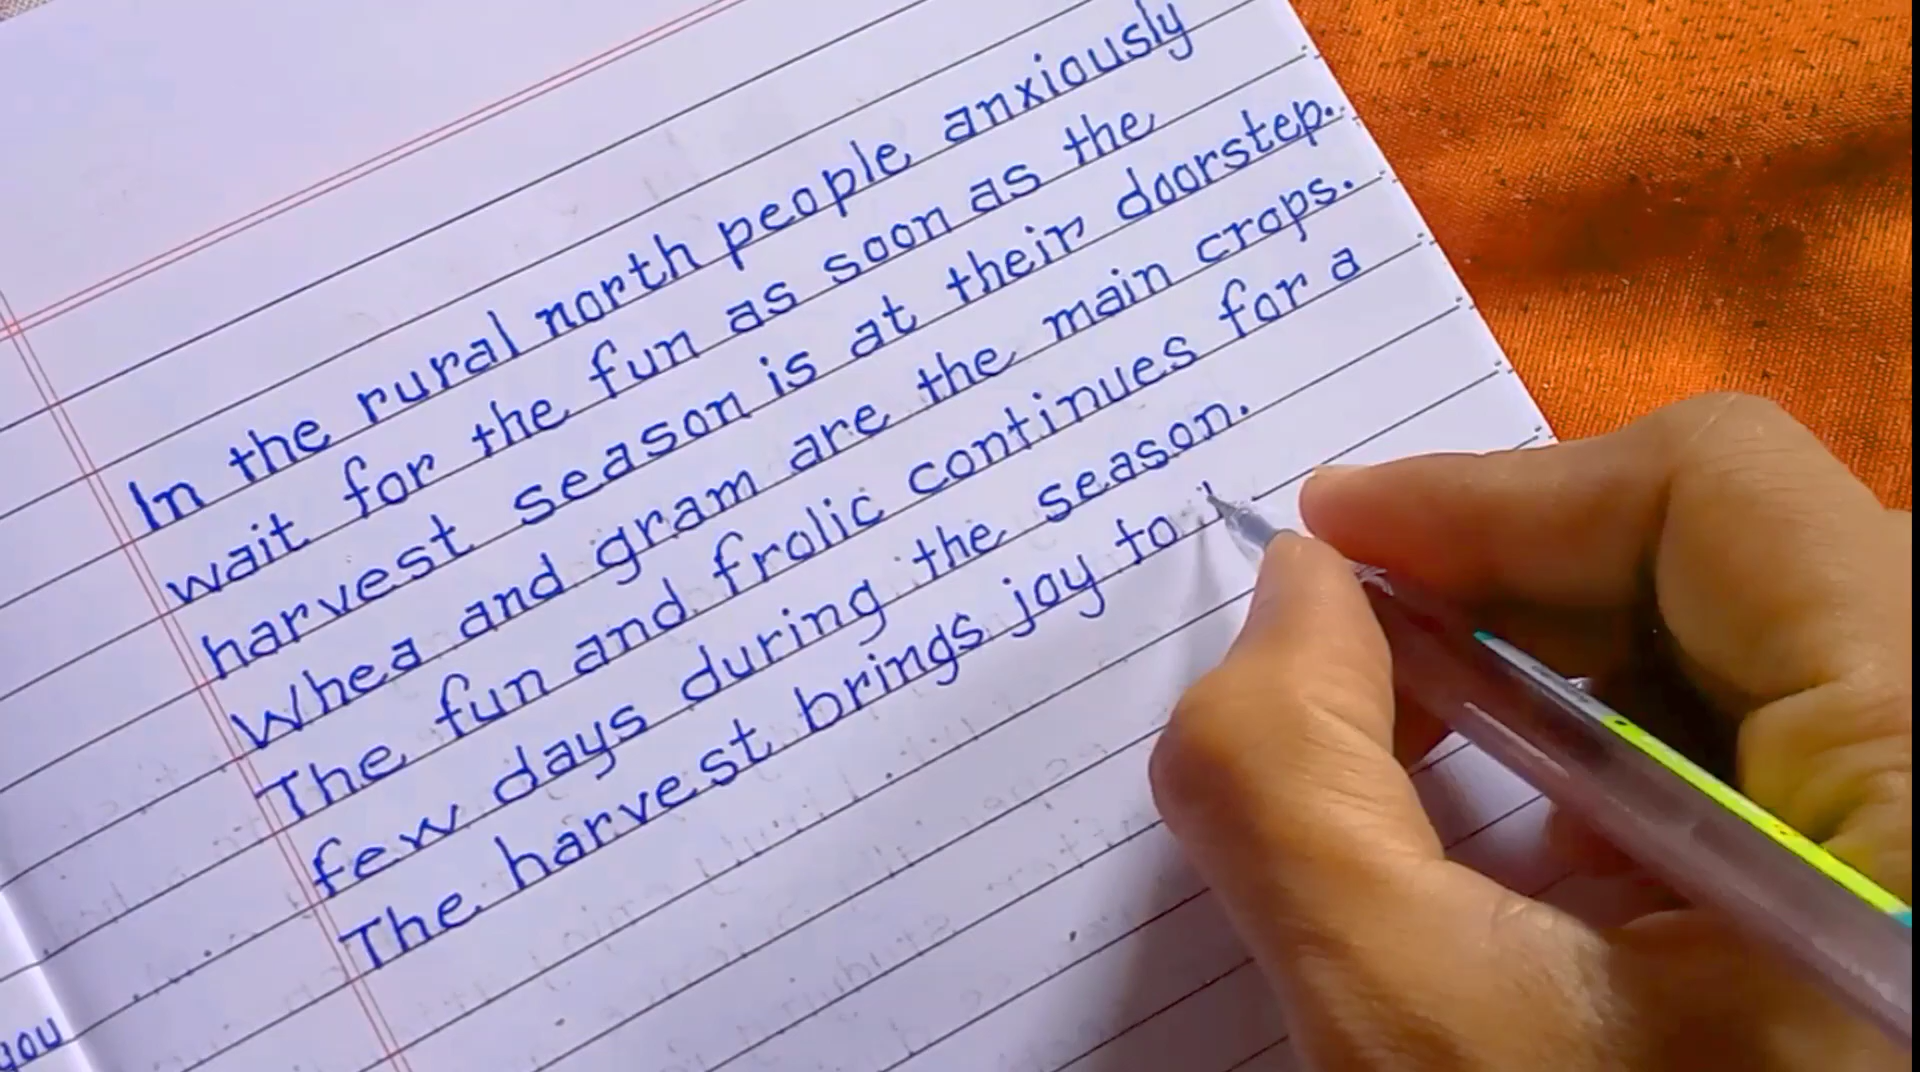 In the rural north people anxiously
wait for the fun as soon as the
harvest season is at their doorstep.
Whea and gram are the main crops.
The fun and frolic continues for a
few days during the season.
The harvest brings joy to
you